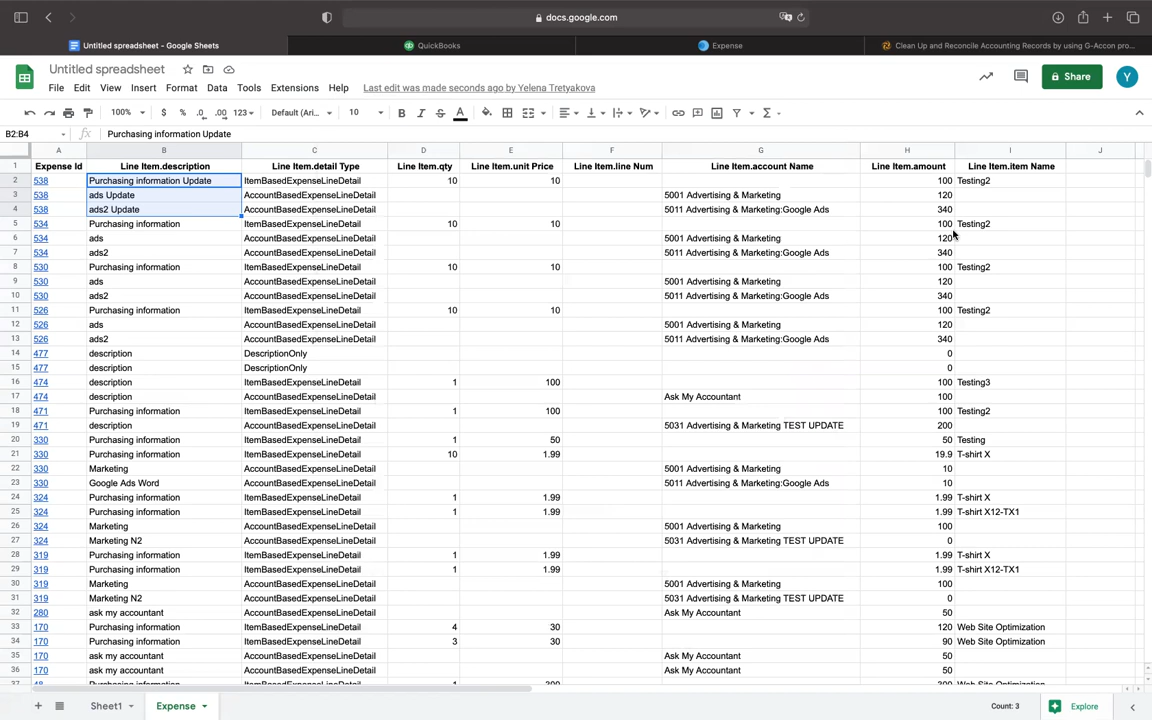 docs.google.com
Untitled spreadsheet - Google Sheets
QuickBooks
Expense
Clean Up and Reconcile Accounting Records by using G-Accon pro...
Untitled spreadsheet
File Edit View Insert Format Data Tools Extensions Help Last edit was made seconds ago by Yelena Tretyakova
Share
Y
100% $ % .0 .00 123 Default (Ari... 10 B I S A
B2:B4 fx Purchasing information Update
A B C D E F G H I J
1 Expense Id Line Item.description Line Item.detail Type Line Item.qty Line Item.unit Price Line Item.line Num Line Item.account Name Line Item.amount Line Item.item Name
2 538 Purchasing information Update ItemBasedExpenseLineDetail 10 10 100 Testing2
3 538 ads Update AccountBasedExpenseLineDetail 5001 Advertising & Marketing 120
4 538 ads2 Update AccountBasedExpenseLineDetail 5011 Advertising & Marketing:Google Ads 340
5 534 Purchasing information ItemBasedExpenseLineDetail 10 10 100 Testing2
6 534 ads AccountBasedExpenseLineDetail 5001 Advertising & Marketing 120
7 534 ads2 AccountBasedExpenseLineDetail 5011 Advertising & Marketing:Google Ads 340
8 530 Purchasing information ItemBasedExpenseLineDetail 10 10 100 Testing2
9 530 ads AccountBasedExpenseLineDetail 5001 Advertising & Marketing 120
10 530 ads2 AccountBasedExpenseLineDetail 5011 Advertising & Marketing:Google Ads 340
11 526 Purchasing information ItemBasedExpenseLineDetail 10 10 100 Testing2
12 526 ads AccountBasedExpenseLineDetail 5001 Advertising & Marketing 120
13 526 ads2 AccountBasedExpenseLineDetail 5011 Advertising & Marketing:Google Ads 340
14 477 description DescriptionOnly 0
15 477 description DescriptionOnly 0
16 474 description ItemBasedExpenseLineDetail 1 100 100 Testing3
17 474 description AccountBasedExpenseLineDetail Ask My Accountant 100
18 471 Purchasing information ItemBasedExpenseLineDetail 1 100 100 Testing2
19 471 description AccountBasedExpenseLineDetail 5031 Advertising & Marketing TEST UPDATE 200
20 330 Purchasing information ItemBasedExpenseLineDetail 1 50 50 Testing
21 330 Purchasing information ItemBasedExpenseLineDetail 10 1.99 19.9 T-shirt X
22 330 Marketing AccountBasedExpenseLineDetail 5001 Advertising & Marketing 10
23 330 Google Ads Word AccountBasedExpenseLineDetail 5011 Advertising & Marketing:Google Ads 10
24 324 Purchasing information ItemBasedExpenseLineDetail 1 1.99 1.99 T-shirt X
25 324 Purchasing information ItemBasedExpenseLineDetail 1 1.99 1.99 T-shirt X12-TX1
26 324 Marketing AccountBasedExpenseLineDetail 5001 Advertising & Marketing 100
27 324 Marketing N2 AccountBasedExpenseLineDetail 5031 Advertising & Marketing TEST UPDATE 0
28 319 Purchasing information ItemBasedExpenseLineDetail 1 1.99 1.99 T-shirt X
29 319 Purchasing information ItemBasedExpenseLineDetail 1 1.99 1.99 T-shirt X12-TX1
30 319 Marketing AccountBasedExpenseLineDetail 5001 Advertising & Marketing 100
31 319 Marketing N2 AccountBasedExpenseLineDetail 5031 Advertising & Marketing TEST UPDATE 0
32 280 ask my accountant AccountBasedExpenseLineDetail Ask My Accountant 50
33 170 Purchasing information ItemBasedExpenseLineDetail 4 30 120 Web Site Optimization
34 170 Purchasing information ItemBasedExpenseLineDetail 3 30 90 Web Site Optimization
35 170 ask my accountant AccountBasedExpenseLineDetail Ask My Accountant 50
36 170 ask my accountant AccountBasedExpenseLineDetail Ask My Accountant 50
37 48 Purchasing information ItemBasedExpenseLineDetail 1 300 300 Web Site Optimization
Sheet1 Expense Count: 3 Explore